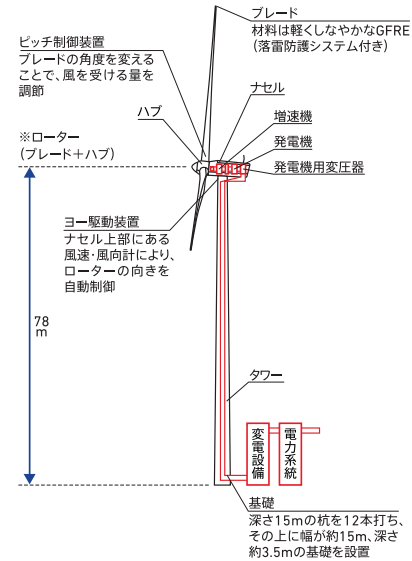 ブレード
材料は軽くしなやかなGFRE
(落雷防護システム付き)
ピッチ制御装置
ブレードの角度を変える
ことで、風を受ける量を
調節
ナセル
ハブ
増速機
発電機
※ローター
(ブレード＋ハブ)
発電機用変圧器
ヨー駆動装置
ナセル上部にある
風速・風向計により、
ローターの向きを
自動制御
78
m
タワー
変電設備
電力系統
基礎
深さ15mの杭を12本打ち、
その上に幅が約15m、深さ
約3.5mの基礎を設置